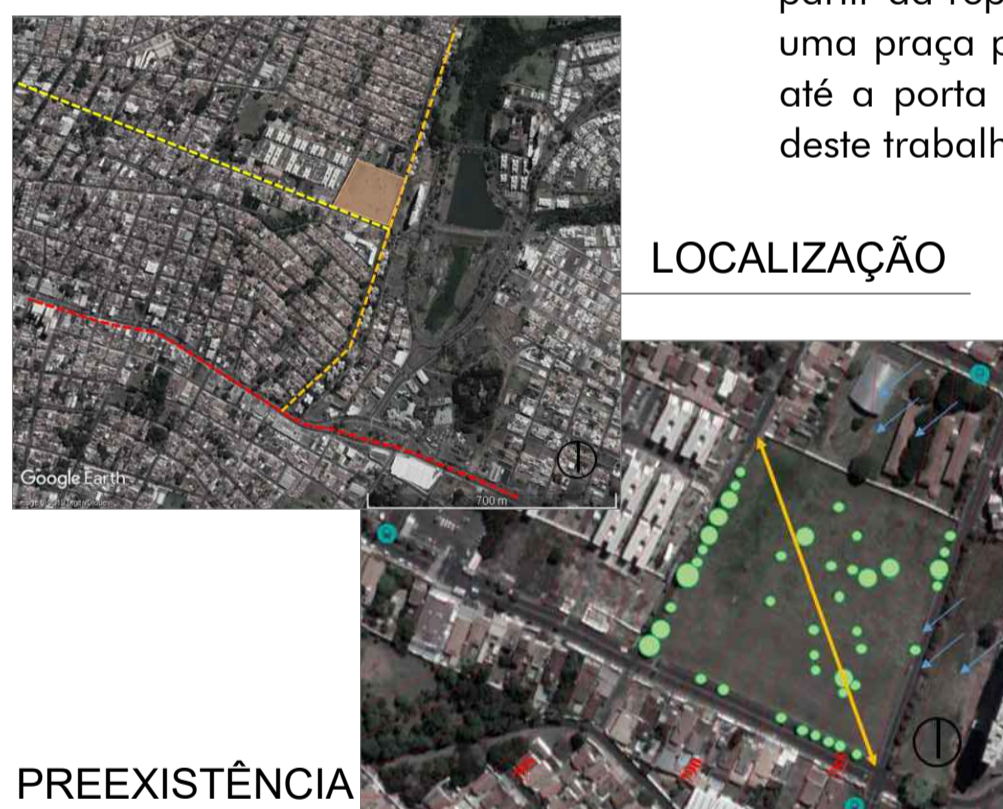 uma praça p
até a porta
deste trabalh
LOCALIZAÇÃO
Google Earth
700 m
PREEXISTÊNCIA